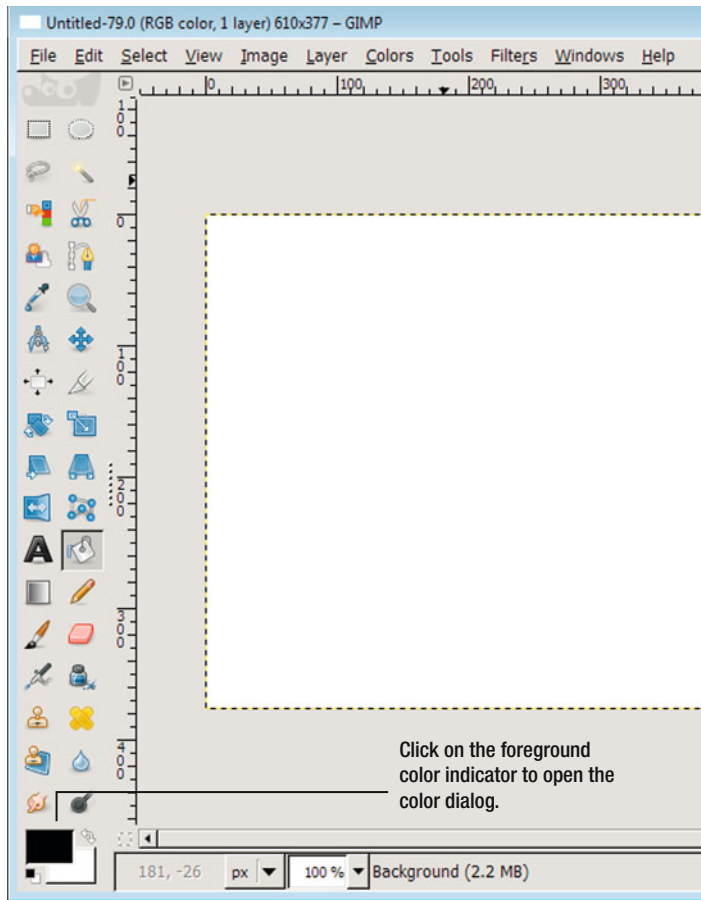 Untitled-79.0 (RGB color, 1 layer) 610x377 – GIMP
File Edit Select View Image Layer Colors Tools Filters Windows Help
0 100 200 300
100
0
100
200
300
400
Click on the foreground
color indicator to open the
color dialog.
181, -26 px 100 % Background (2.2 MB)